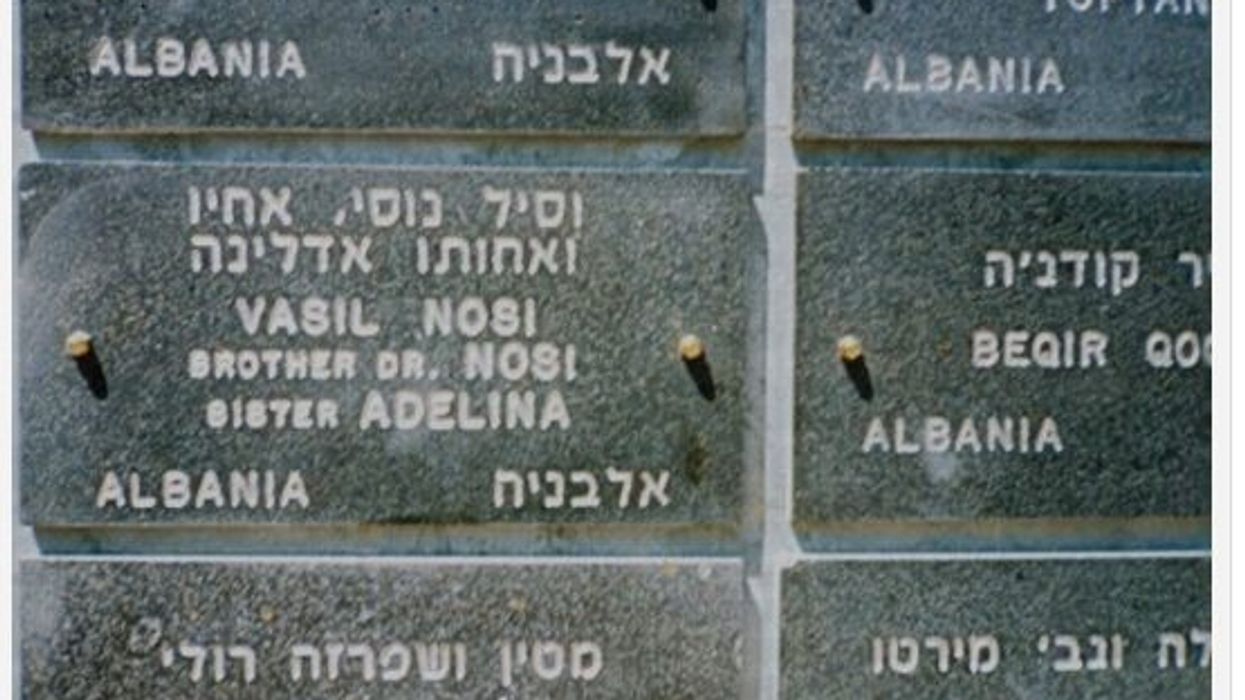 ALBANIA אלבניה
ALBANIA
וסיל נוסי, אחיו
ואחותו אדלינה
VASIL NOSI
BROTHER DR. NOSI
SISTER ADELINA
ALBANIA אלבניה
קודג'ה
BEQIR
ALBANIA
מטין ושפרזה רולי
וגבי מירטו